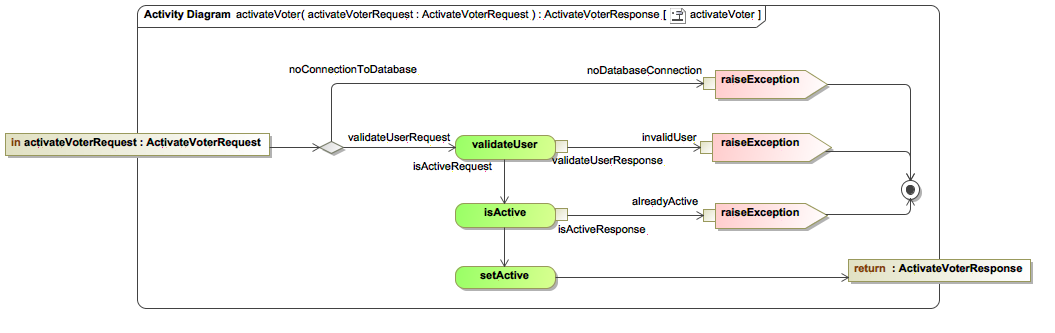 Activity Diagram activateVoter( activateVoterRequest : ActivateVoterRequest ) : ActivateVoterResponse [ activateVoter ]
noConnectionToDatabase
noDatabaseConnection
raiseException
In activateVoterRequest : ActivateVoterRequest
validateUserRequest
validateUser
invalidUser
raiseException
validateUserResponse
isActiveRequest
isActive
alreadyActive
raiseException
isActiveResponse
setActive
return : ActivateVoterResponse